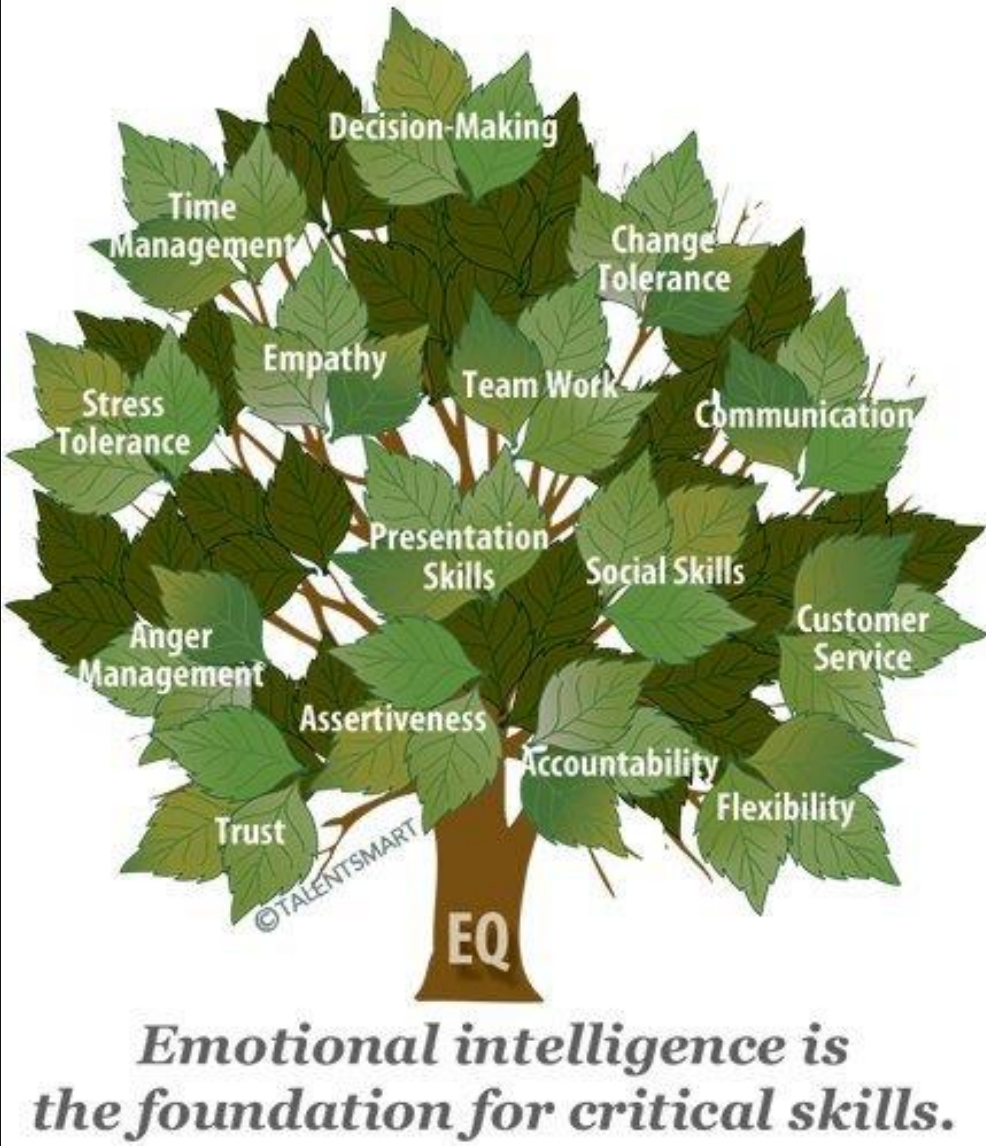 Decision-Making
Time
Management
Change
Tolerance
Empathy
Team Work
Stress
Tolerance
Communication
Presentation
Skills
Social Skills
Customer
Service
Anger
Management
Assertiveness
Accountability
Flexibility
Trust
©TALENTSMART
EQ
Emotional intelligence is
the foundation for critical skills.